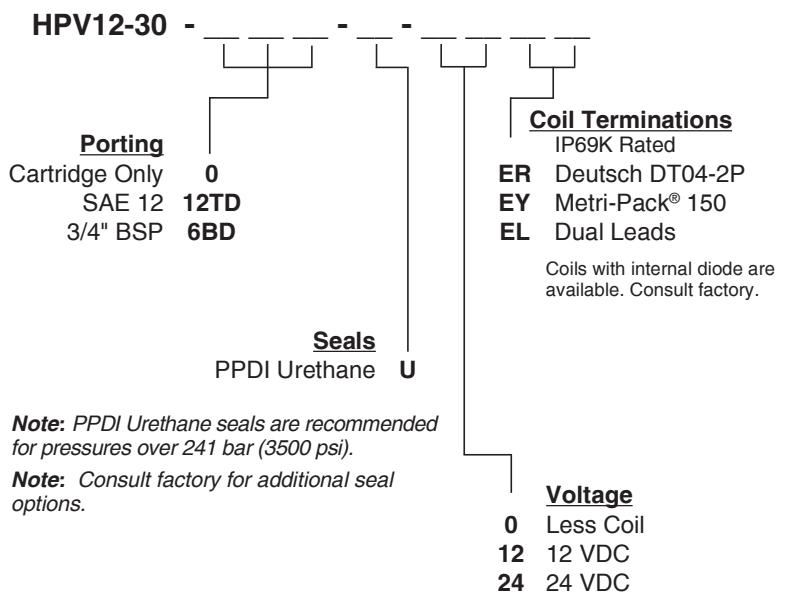 HPV12-30 - __ __ __ - __ - __ __ __ __
Porting
Cartridge Only 0
SAE 12 12TD
3/4" BSP 6BD
Coil Terminations
IP69K Rated
ER Deutsch DT04-2P
EY Metri-Pack® 150
EL Dual Leads
Coils with internal diode are
available. Consult factory.
Seals
PPDI Urethane U
Note: PPDI Urethane seals are recommended
for pressures over 241 bar (3500 psi).
Note: Consult factory for additional seal
options.
Voltage
0 Less Coil
12 12 VDC
24 24 VDC